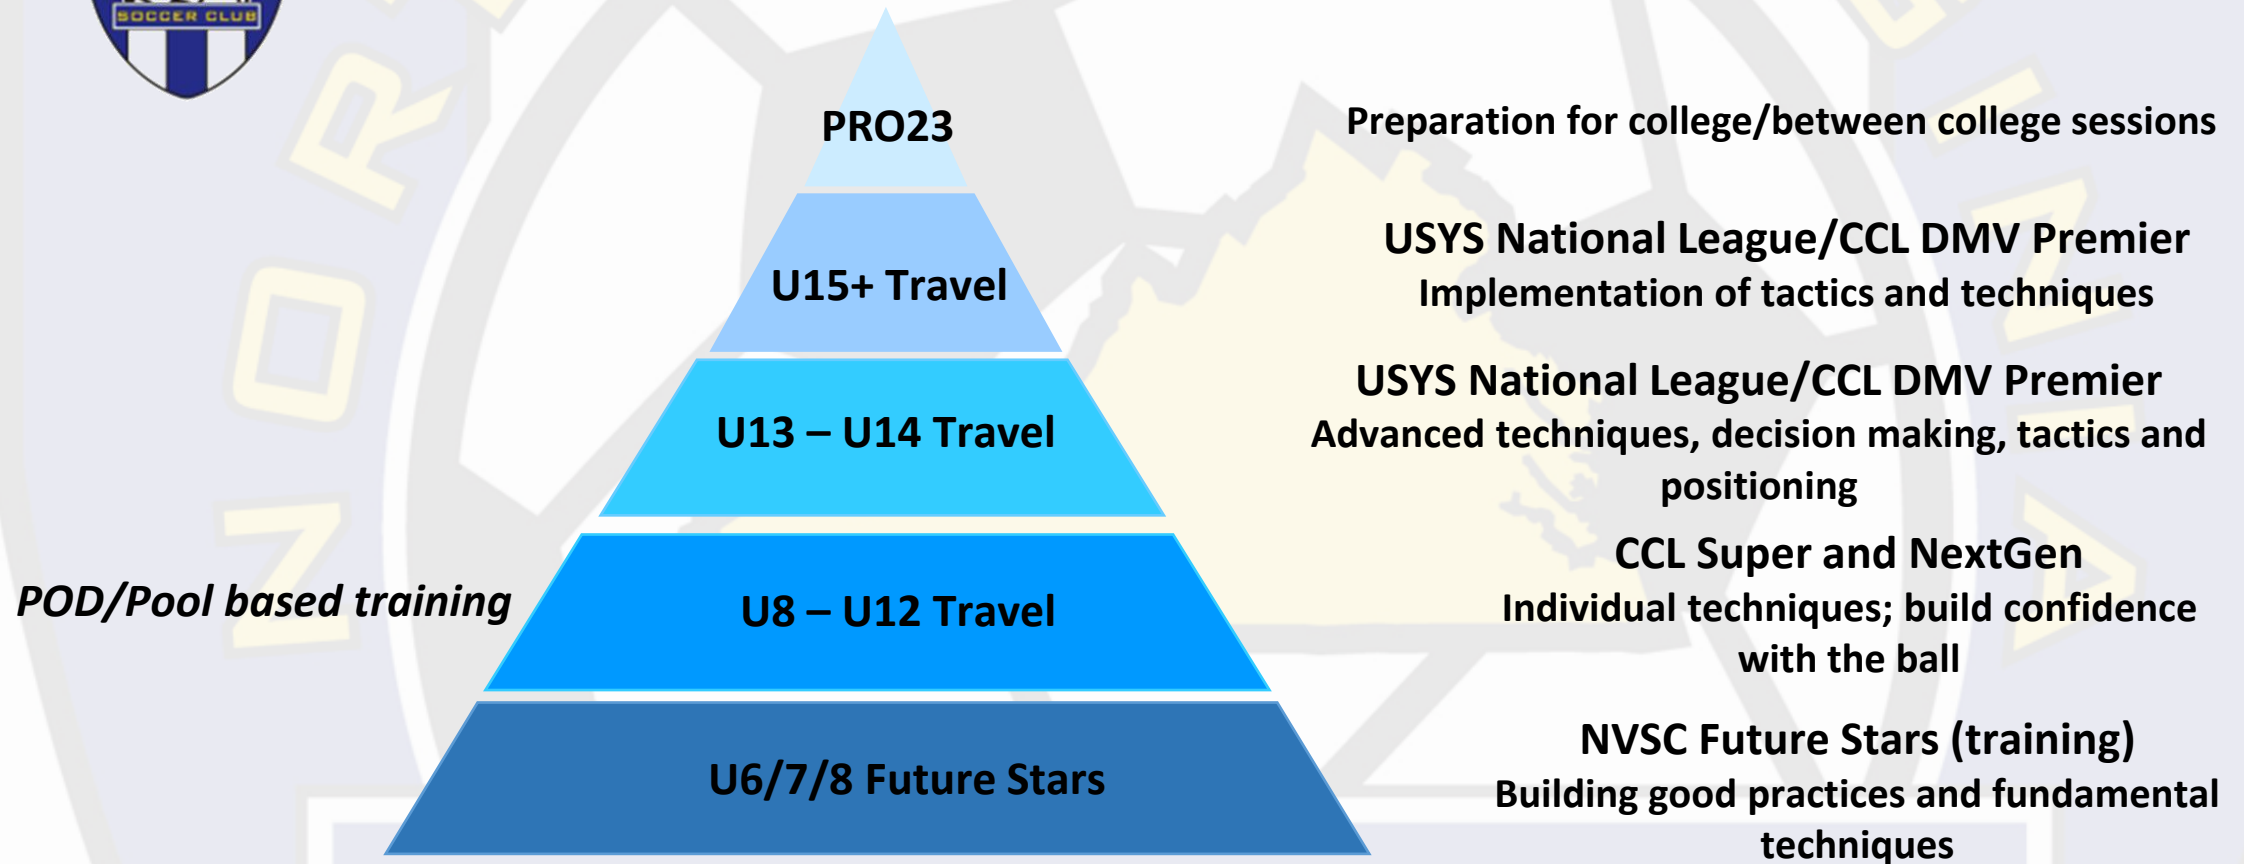 SOCCER CLUB
PRO23
Preparation for college/between college sessions
U15+ Travel
USYS National League/CCL DMV Premier
Implementation of tactics and techniques
U13 – U14 Travel
USYS National League/CCL DMV Premier
Advanced techniques, decision making, tactics and
positioning
POD/Pool based training
U8 – U12 Travel
CCL Super and NextGen
Individual techniques; build confidence
with the ball
U6/7/8 Future Stars
NVSC Future Stars (training)
Building good practices and fundamental
techniques